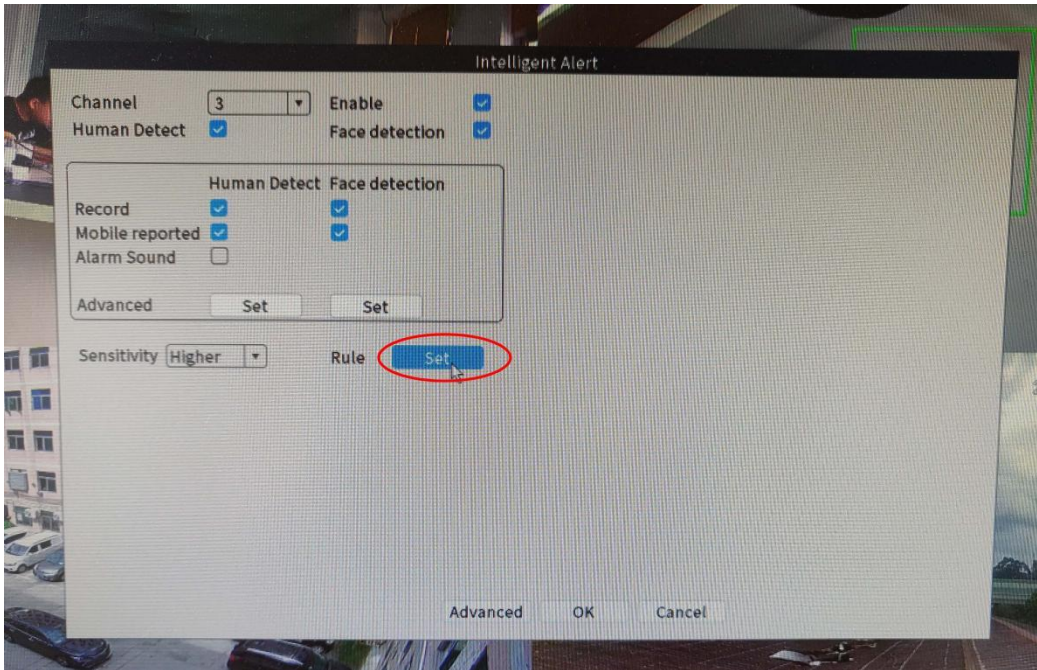 Intelligent Alert
Channel 3 Enable
Human Detect Face detection
Human Detect Face detection
Record
Mobile reported
Alarm Sound
Advanced Set Set
Sensitivity Higher Rule Set
Advanced OK Cancel